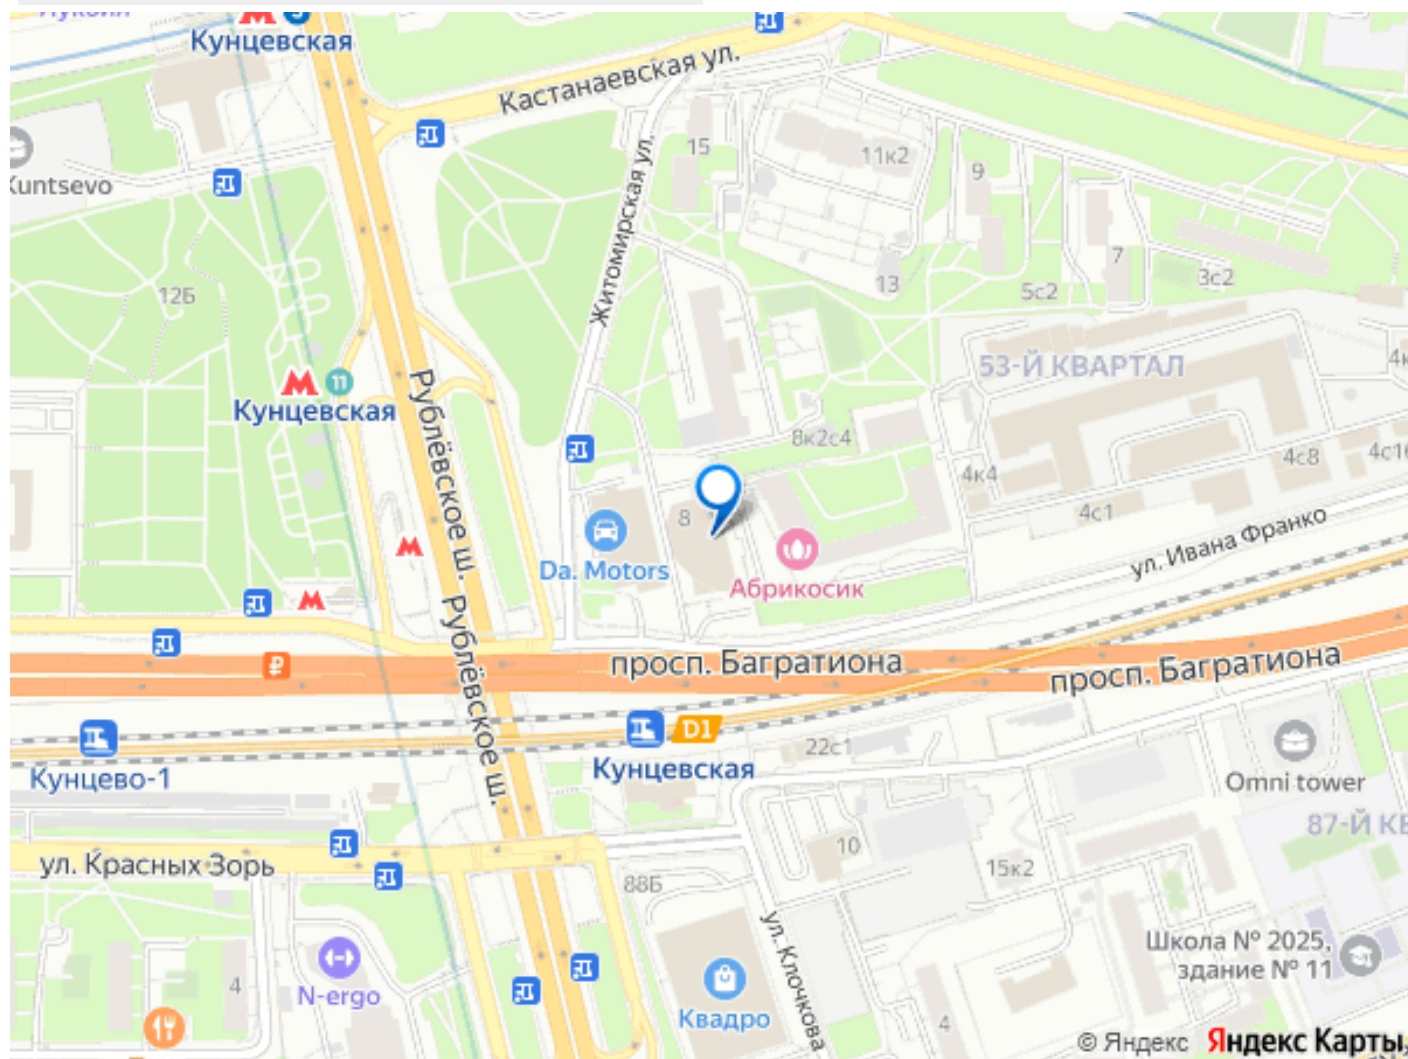 Кунцевская
Кастанаевская ул.
Kuntsevo
15
11к2
9
Житомирская ул.
7
13
5с2
3с2
12Б
53-Й КВАРТАЛ
11
Кунцевская
Рублёвское ш.
8к2с4
4к4
4с8
4с1
8
Da. Motors
Абрикосик
ул. Ивана Франко
Рублёвское ш.
просп. Багратиона
просп. Багратиона
₽
D1
Кунцево-1
Кунцевская
22с1
Omni tower
ул. Красных Зорь
10
88Б
15к2
ул. Клочкова
Школа № 2025,
здание № 11
4
N-ergo
Квадро
4
© Яндекс Яндекс Карты